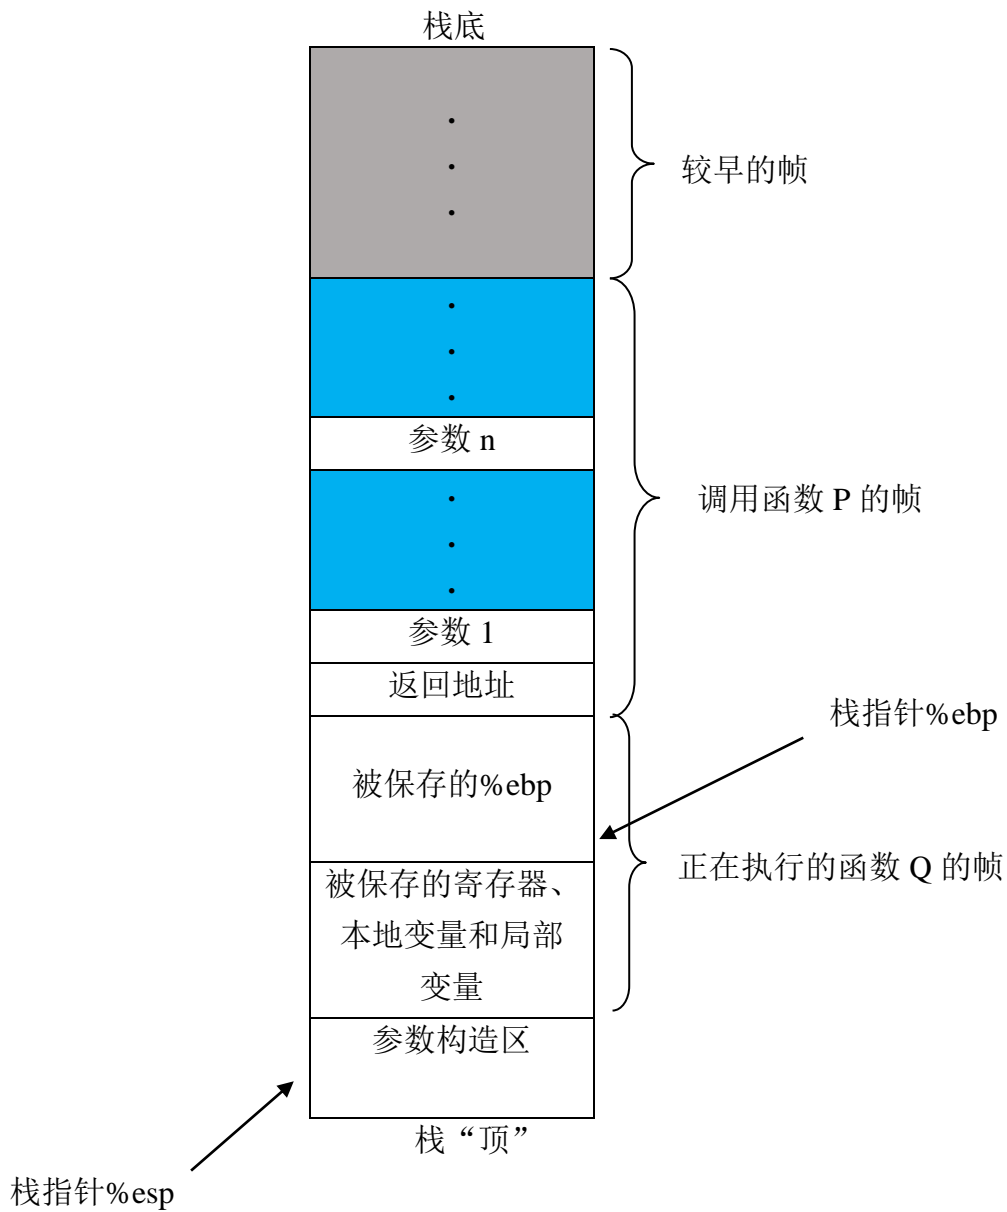 栈底
较早的帧
参数 n
调用函数 P 的帧
参数 1
返回地址
栈指针%ebp
被保存的%ebp
正在执行的函数 Q 的帧
被保存的寄存器、
本地变量和局部
变量
参数构造区
栈“顶”
栈指针%esp